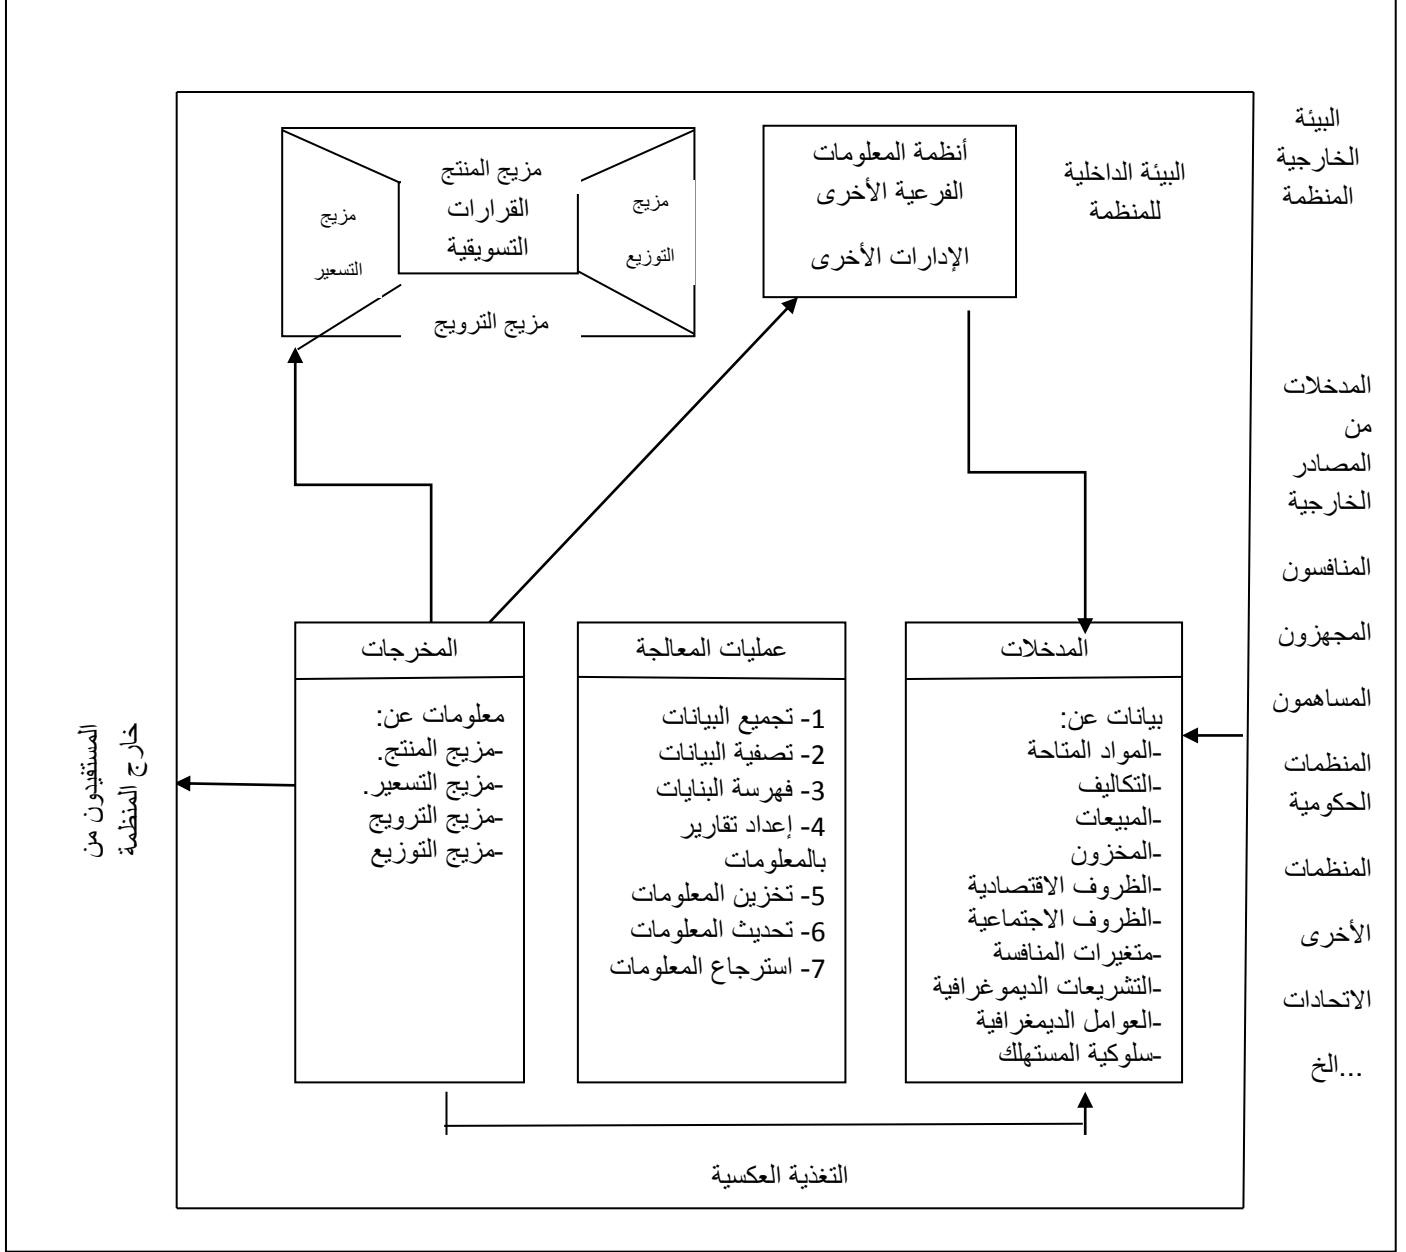 البيئة
الخارجية
المنظمة
البيئة الداخلية
للمنظمة
أنظمة المعلومات
الفرعية الأخرى
الإدارات الأخرى
مزيج المنتج
القرارات
التسويقية
مزيج
التوزيع
مزيج
التسعير
مزيج الترويج
المدخلات
من
المصادر
الخارجية
المنافسون
المجهزون
المساهمون
المنظمات
الحكومية
المنظمات
الأخرى
الاتحادات
...الخ
المدخلات
بيانات عن:
-المواد المتاحة
-التكاليف
-المبيعات
-المخزون
-الظروف الاقتصادية
-الظروف الاجتماعية
-متغيرات المنافسة
-التشريعات الديموغرافية
-العوامل الديمغرافية
-سلوكية المستهلك
عمليات المعالجة
1- تجميع البيانات
2- تصفية البيانات
3- فهرسة البنايات
4- إعداد تقارير
بالمعلومات
5- تخزين المعلومات
6- تحديث المعلومات
7- استرجاع المعلومات
المخرجات
معلومات عن:
-مزيج المنتج.
-مزيج التسعير.
-مزيج الترويج
-مزيج التوزيع
المستفيدون من
خارج المنظمة
التغذية العكسية